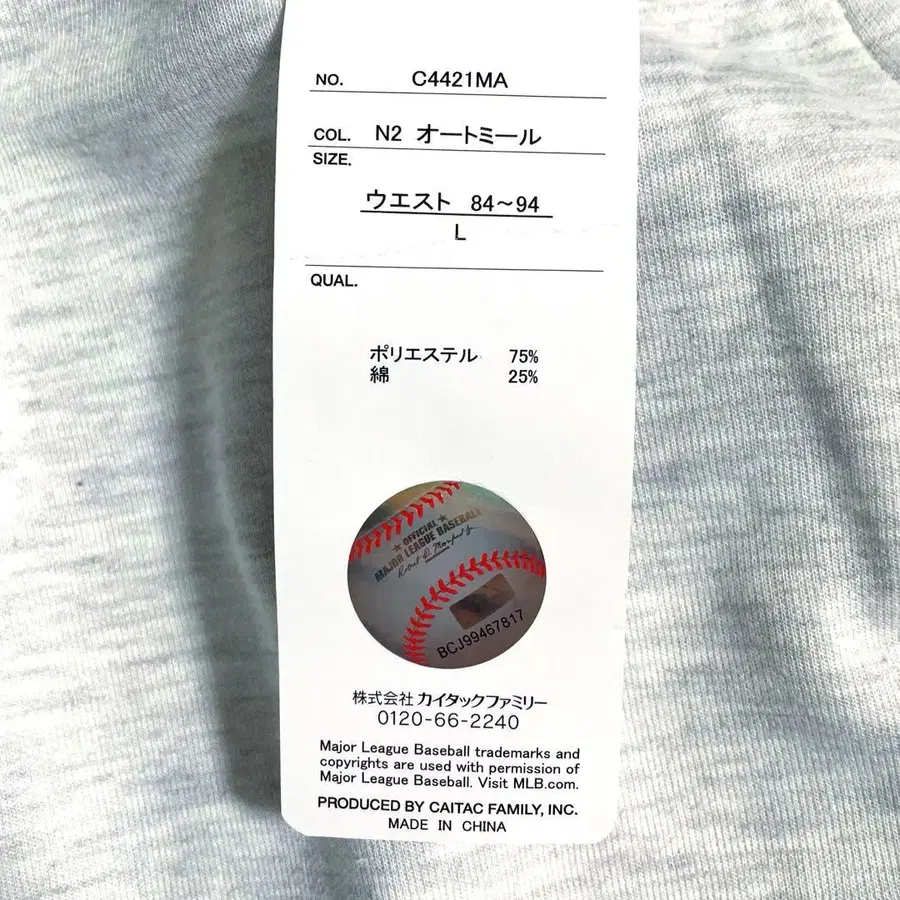 NO. C4421MA
COL. N2 オートミール
SIZE.
ウエスト 84～94
L
QUAL.
ポリエステル 75%
綿 25%
★ OFFICIAL ★
MAJOR LEAGUE BASEBALL
BCJ99467817
株式会社 カイタックファミリー
0120-66-2240
Major League Baseball trademarks and
copyrights are used with permission of
Major League Baseball. Visit MLB.com.
PRODUCED BY CAITAC FAMILY, INC.
MADE IN CHINA